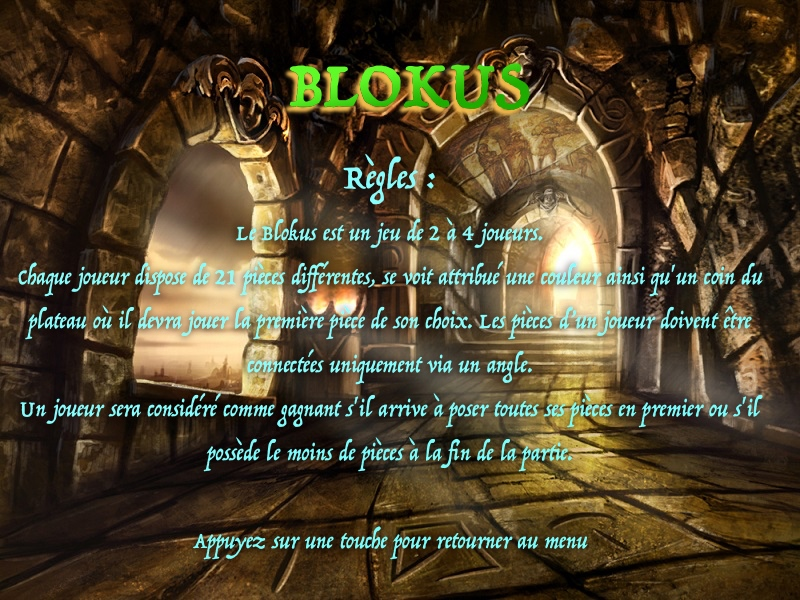 BLOKUS
Règles :
Le Blokus est un jeu de 2 à 4 joueurs.
Chaque joueur dispose de 21 pièces différentes, se voit attribué une couleur ainsi qu'un coin du
plateau où il devra jouer la première pièce de son choix. Les pièces d'un joueur doivent être
connectées uniquement via un angle.
Un joueur sera considéré comme gagnant s'il arrive à poser toutes ses pièces en premier ou s'il
possède le moins de pièces à la fin de la partie.
Appuyez sur une touche pour retourner au menu